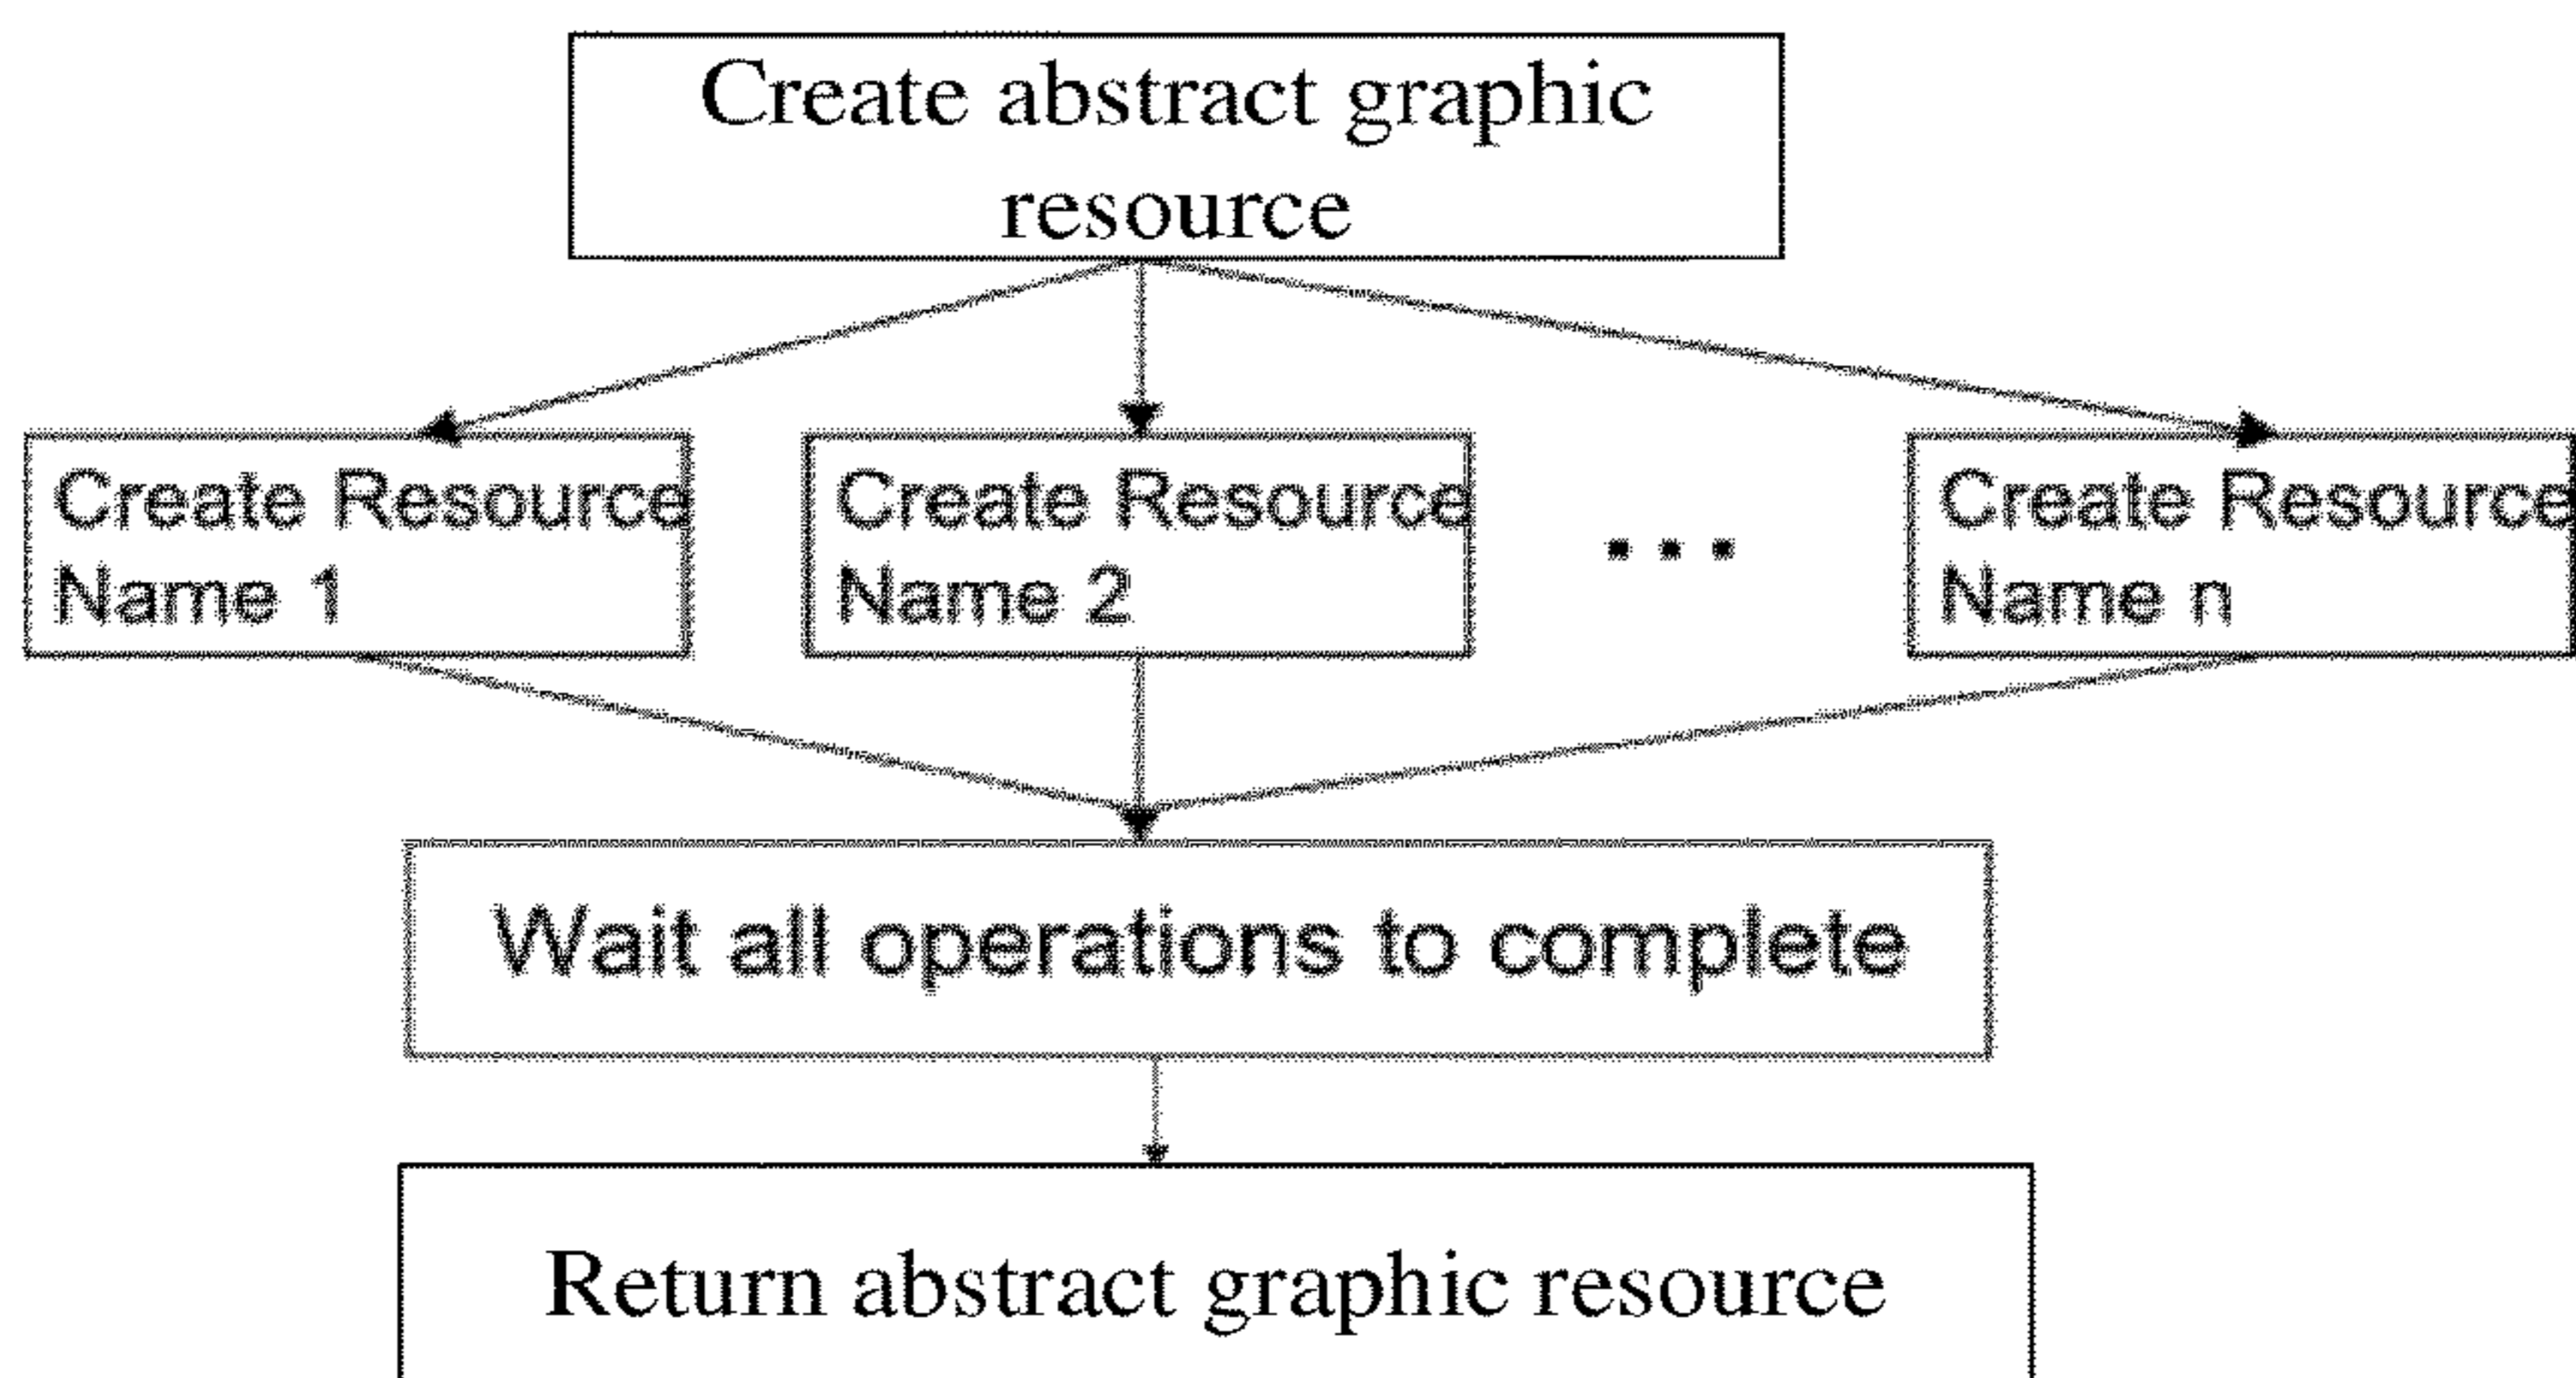 Create abstract graphic
resource
Create Resource
Name 1
Create Resource
Name 2
...
Create Resource
Name n
Wait all operations to complete
Return abstract graphic resource